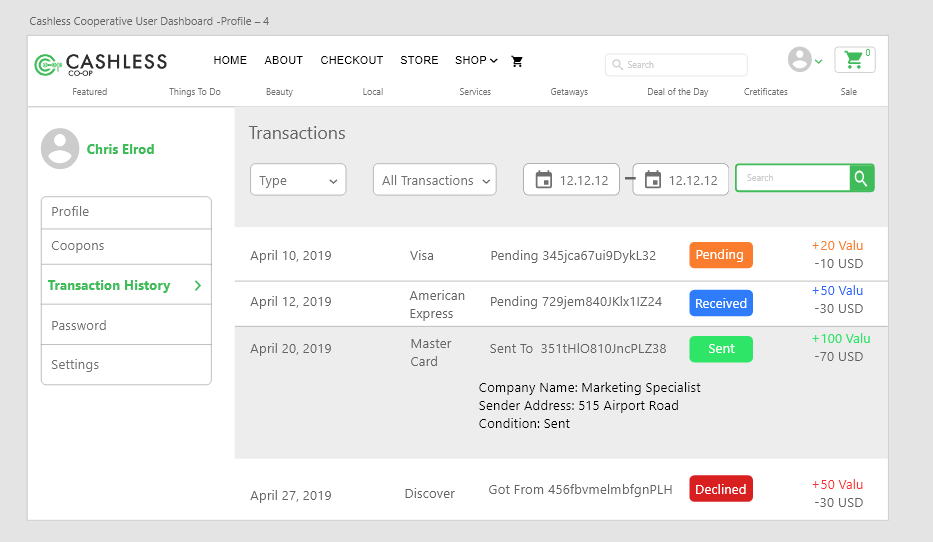 Cashless Cooperative User Dashboard -Profile – 4
CASHLESS
CO-OP
HOME ABOUT CHECKOUT STORE SHOP
Search
0
Featured Things To Do Beauty Local Services Getaways Deal of the Day Cretificates Sale
Chris Elrod
Profile
Coupons
Transaction History
Password
Settings
Transactions
Type All Transactions 12.12.12 – 12.12.12 Search
April 10, 2019 Visa Pending 345jca67ui9DykL32 Pending +20 Valu
-10 USD
April 12, 2019 American Express Pending 729jem840JKlx1IZ24 Received +50 Valu
-30 USD
April 20, 2019 Master Card Sent To 351tHlO810JncPLZ38 Sent +100 Valu
-70 USD
Company Name: Marketing Specialist
Sender Address: 515 Airport Road
Condition: Sent
April 27, 2019 Discover Got From 456fbvmelmbfgnPLH Declined +50 Valu
-30 USD